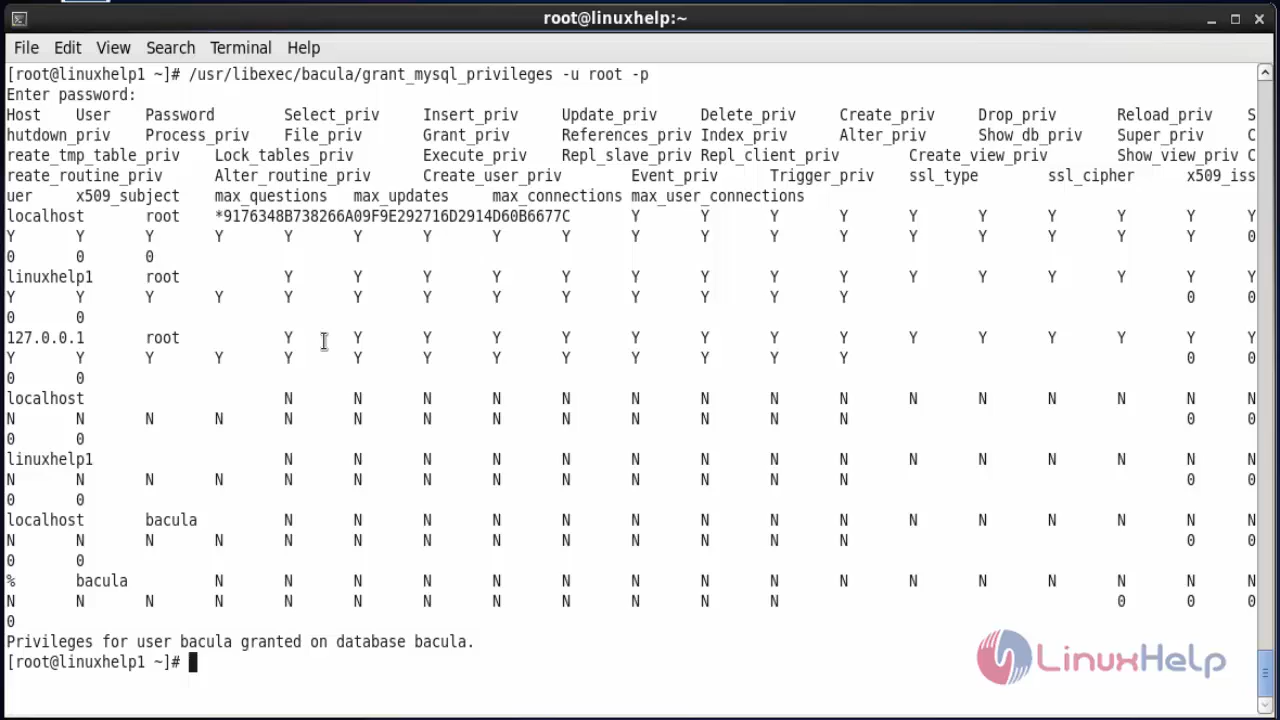 root@linuxhelp:~
File Edit View Search Terminal Help
[root@linuxhelp1 ~]# /usr/libexec/bacula/grant_mysql_privileges -u root -p
Enter password:
Host User Password Select_priv Insert_priv Update_priv Delete_priv Create_priv Drop_priv Reload_priv S
hutdown_priv Process_priv File_priv Grant_priv References_priv Index_priv Alter_priv Show_db_priv Super_priv C
reate_tmp_table_priv Lock_tables_priv Execute_priv Repl_slave_priv Repl_client_priv Create_view_priv Show_view_priv C
reate_routine_priv Alter_routine_priv Create_user_priv Event_priv Trigger_priv ssl_type ssl_cipher x509_iss
uer x509_subject max_questions max_updates max_connections max_user_connections
localhost root *9176348B738266A09F9E292716D2914D60B6677C Y Y Y Y Y Y Y Y Y Y
Y Y Y Y Y Y Y Y Y Y Y Y Y Y Y Y Y Y 0
0 0 0
linuxhelp1 root Y Y Y Y Y Y Y Y Y Y Y Y Y Y Y
Y Y Y Y Y Y Y Y Y Y Y Y Y 0 0
0 0
127.0.0.1 root Y Y Y Y Y Y Y Y Y Y Y Y Y Y Y
Y Y Y Y Y Y Y Y Y Y Y Y Y 0 0
0 0
localhost N N N N N N N N N N N N N N N
N N N N N N N N N N N N N 0 0
0 0
linuxhelp1 N N N N N N N N N N N N N N N
N N N N N N N N N N N N N 0 0
0 0
localhost bacula N N N N N N N N N N N N N N N
N N N N N N N N N N N N N 0 0
0 0
% bacula N N N N N N N N N N N N N N N N
N N N N N N N N N N N N 0 0 0
0
Privileges for user bacula granted on database bacula.
[root@linuxhelp1 ~]#
LinuxHelp